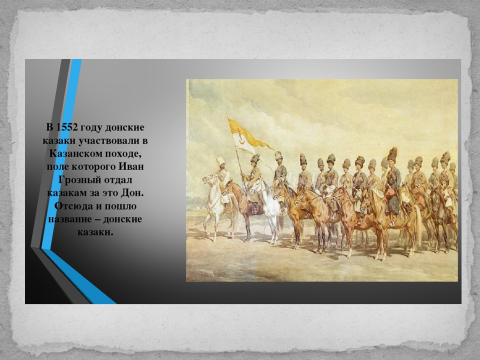 В 1552 году донские
казаки участвовали в
Казанском походе,
поле которого Иван
Грозный отдал
казакам за это Дон.
Отсюда и пошло
название – донские
казаки.